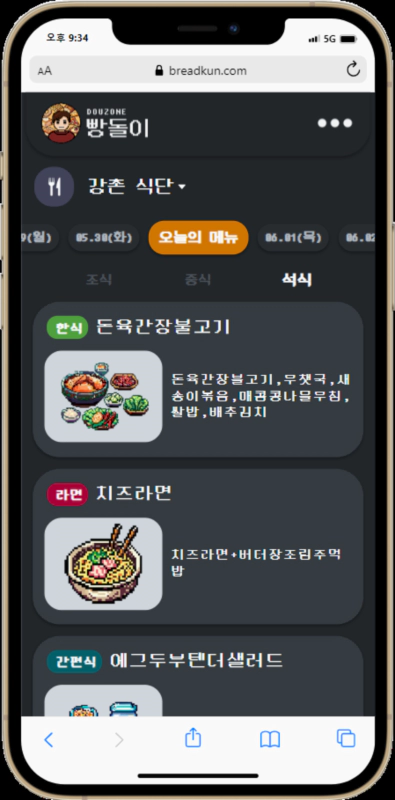 오후 9:34
5G
AA
breadkun.com
DOUZONE
빵돌이
강촌 식단
9(월)
05.30(화)
오늘의 메뉴
06.01(목)
06.02
조식
중식
석식
한식 돈육간장불고기
돈육간장불고기,무챗국,새
송이볶음,매콤콩나물무침,
쌀밥,배추김치
라면 치즈라면
치즈라면+버터장조림주먹
밥
간편식 에그두부텐더샐러드